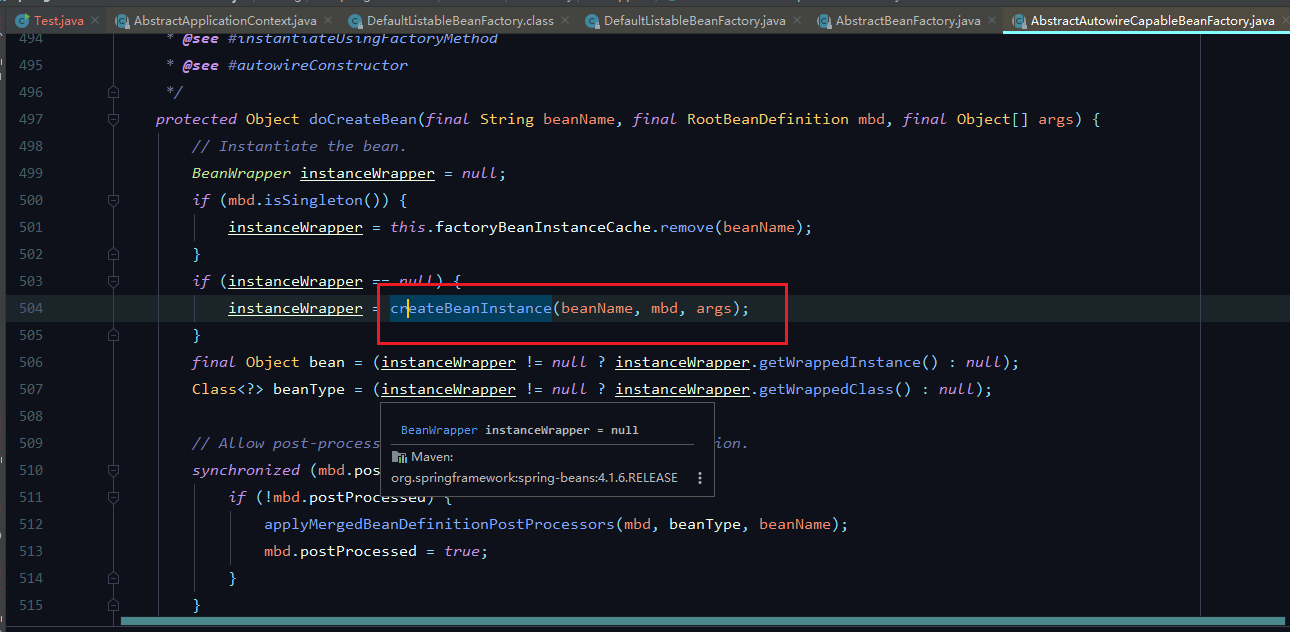 Test.java AbstractApplicationContext.java DefaultListableBeanFactory.class DefaultListableBeanFactory.java AbstractBeanFactory.java AbstractAutowireCapableBeanFactory.java
494 * @see #instantiateUsingFactoryMethod
495 * @see #autowireConstructor
496 */
497 protected Object doCreateBean(final String beanName, final RootBeanDefinition mbd, final Object[] args) {
498 // Instantiate the bean.
499 BeanWrapper instanceWrapper = null;
500 if (mbd.isSingleton()) {
501 instanceWrapper = this.factoryBeanInstanceCache.remove(beanName);
502 }
503 if (instanceWrapper == null) {
504 instanceWrapper = createBeanInstance(beanName, mbd, args);
505 }
506 final Object bean = (instanceWrapper != null ? instanceWrapper.getWrappedInstance() : null);
507 Class<?> beanType = (instanceWrapper != null ? instanceWrapper.getWrappedClass() : null);
508
BeanWrapper instanceWrapper = null
509 // Allow post-process ion.
Maven:
510 synchronized (mbd.pos
org.springframework:spring-beans:4.1.6.RELEASE
511 if (!mbd.postProcessed) {
512 applyMergedBeanDefinitionPostProcessors(mbd, beanType, beanName);
513 mbd.postProcessed = true;
514 }
515 }